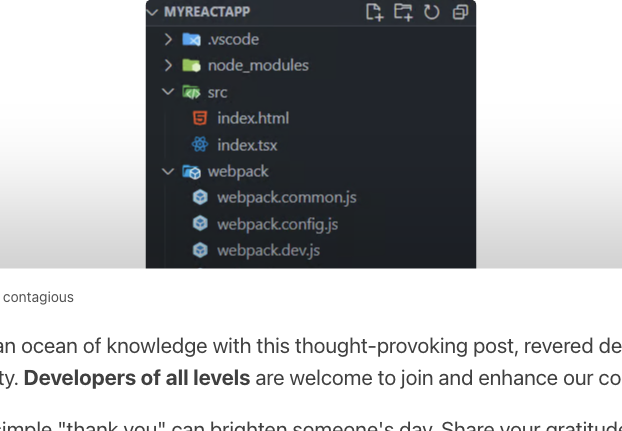 MYREACTAPP
.vscode
node_modules
src
index.html
index.tsx
webpack
webpack.common.js
webpack.config.js
webpack.dev.js
contagious
an ocean of knowledge with this thought-provoking post, revered de
ty. Developers of all levels are welcome to join and enhance our co
simple "thank you" can brighten someone's day. Share your gratitude